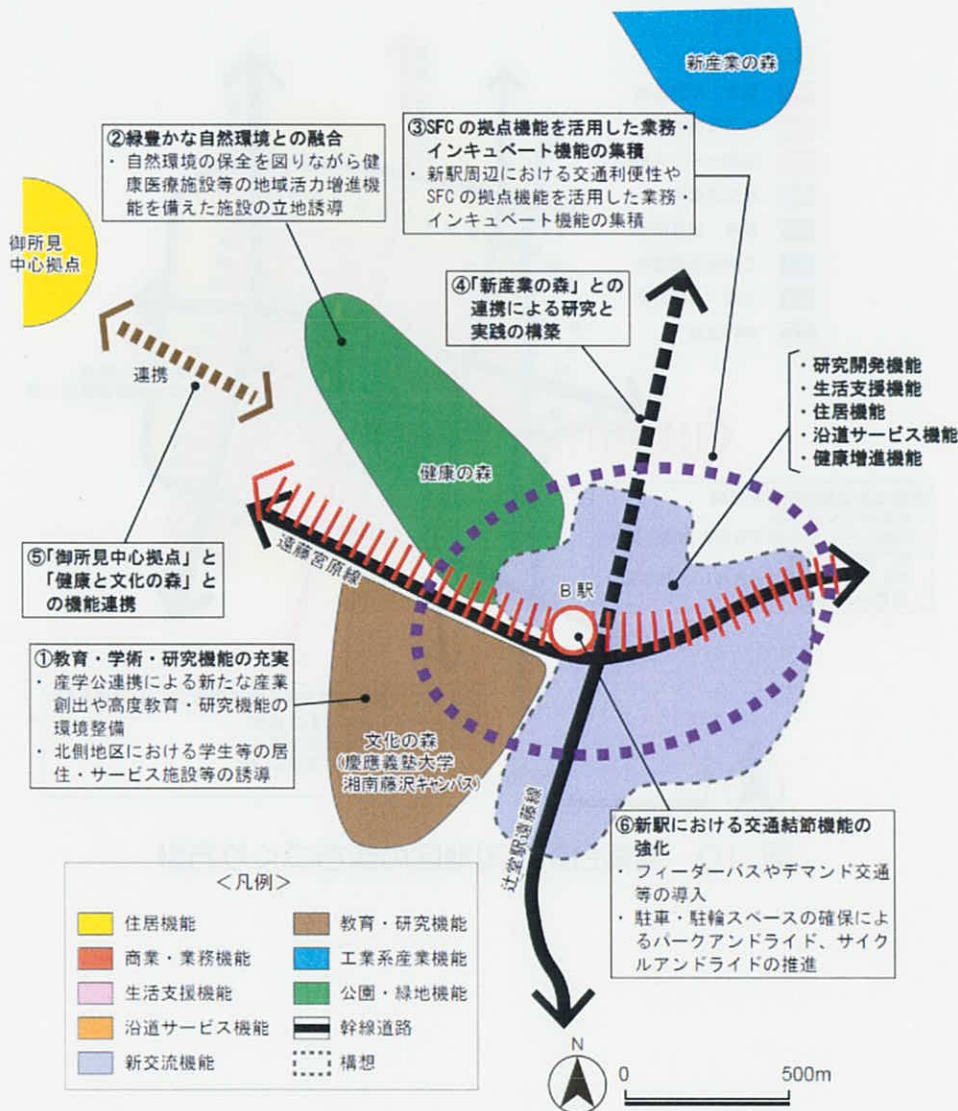 新産業の森
②緑豊かな自然環境との融合
・ 自然環境の保全を図りながら健
康医療施設等の地域活力増進機
能を備えた施設の立地誘導
③SFCの拠点機能を活用した業務・
インキュベート機能の集積
・ 新駅周辺における交通利便性や
SFCの拠点機能を活用した業務・
インキュベート機能の集積
御所見
中心拠点
④「新産業の森」との
連携による研究と
実践の構築
連携
・研究開発機能
・生活支援機能
・住居機能
・沿道サービス機能
・健康増進機能
健康の森
⑤「御所見中心拠点」と
「健康と文化の森」と
の機能連携
遠藤宮原線
B駅
①教育・学術・研究機能の充実
・ 産学公連携による新たな産業
創出や高度教育・研究機能の
環境整備
・ 北側地区における学生等の居
住・サービス施設等の誘導
文化の森
(慶應義塾大学
湘南藤沢キャンパス)
辻堂駅遠藤線
⑥新駅における交通結節機能の
強化
・ フィーダーバスやデマンド交通
等の導入
・ 駐車・駐輪スペースの確保によ
るパークアンドライド、サイク
ルアンドライドの推進
<凡例>
住居機能
教育・研究機能
商業・業務機能
工業系産業機能
生活支援機能
公園・緑地機能
沿道サービス機能
幹線道路
新交流機能
構想
N
0 500m